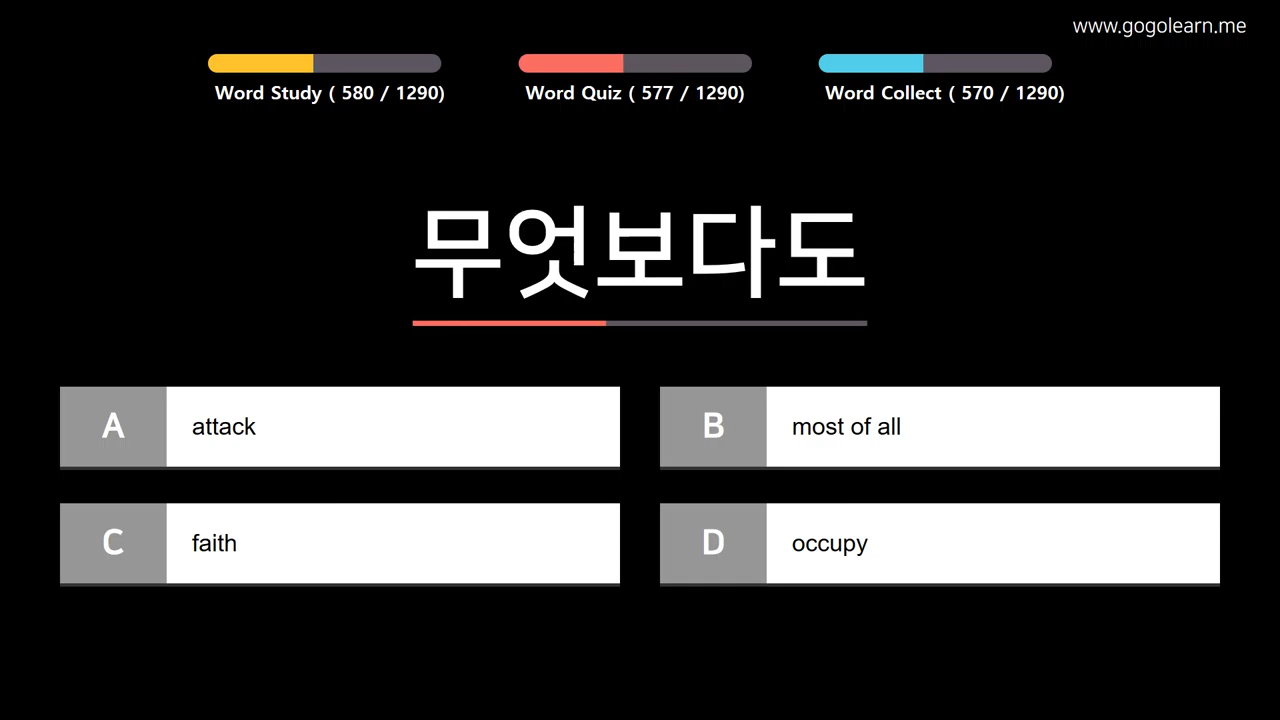 www.gogolearn.me
Word Study ( 580 / 1290)
Word Quiz ( 577 / 1290)
Word Collect ( 570 / 1290)
무엇보다도
A attack
B most of all
C faith
D occupy